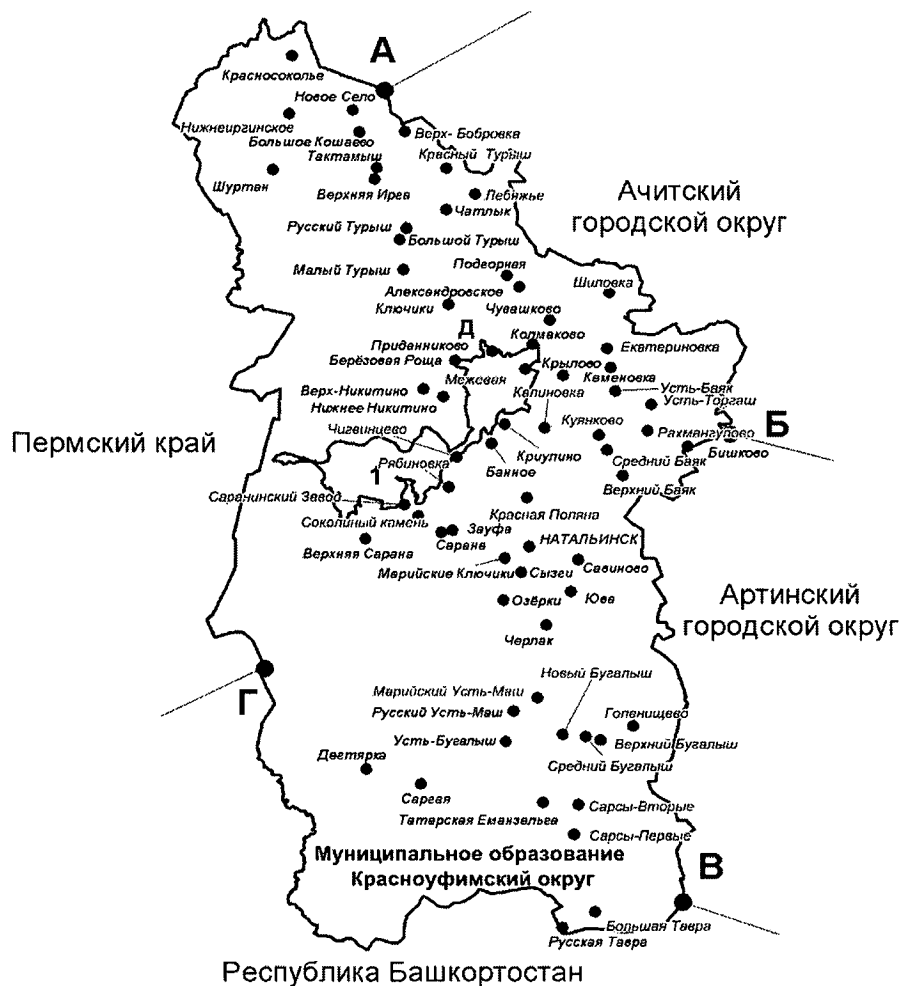 А
Красносоколье
Новое Село
Нижнеиргинское
Большое Кошаево
Верх- Бобровка
Тактамыш
Красный Турыш
Шуртан
Верхняя Ирга
Лебяжье
Ачитский
городской округ
Чатлык
Русский Турыш
Большой Турыш
Малый Турыш
Подгорная
Шиловка
Александровское
Ключики
Чувашково
Д
Колмаково
Приданниково
Екатериновка
Берёзовая Роща
Крылово
Межевая
Каменовка
Верх-Никитино
Калиновка
Усть-Баяк
Нижнее Никитино
Усть-Торгаш
Чигвинцево
Куянково
Рахмангулово
Б
Пермский край
Криулино
Бишково
Рябиновка
Банное
Средний Баяк
1
Верхний Баяк
Саранинский Завод
Красная Поляна
Соколиный камень
Зауфа
Сарана
НАТАЛЬИНСК
Верхняя Сарана
Марийские Ключики
Сызги
Савиново
Озёрки
Юва
Артинский
городской округ
Черлак
Г
Новый Бугалыш
Марийский Усть-Маш
Русский Усть-Маш
Голенищево
Усть-Бугалыш
Верхний Бугалыш
Дегтярка
Средний Бугалыш
Саргая
Татарская Еманзельга
Сарсы-Вторые
Сарсы-Первые
Муниципальное образование
Красноуфимский округ
В
Большая Тавра
Русская Тавра
Республика Башкортостан